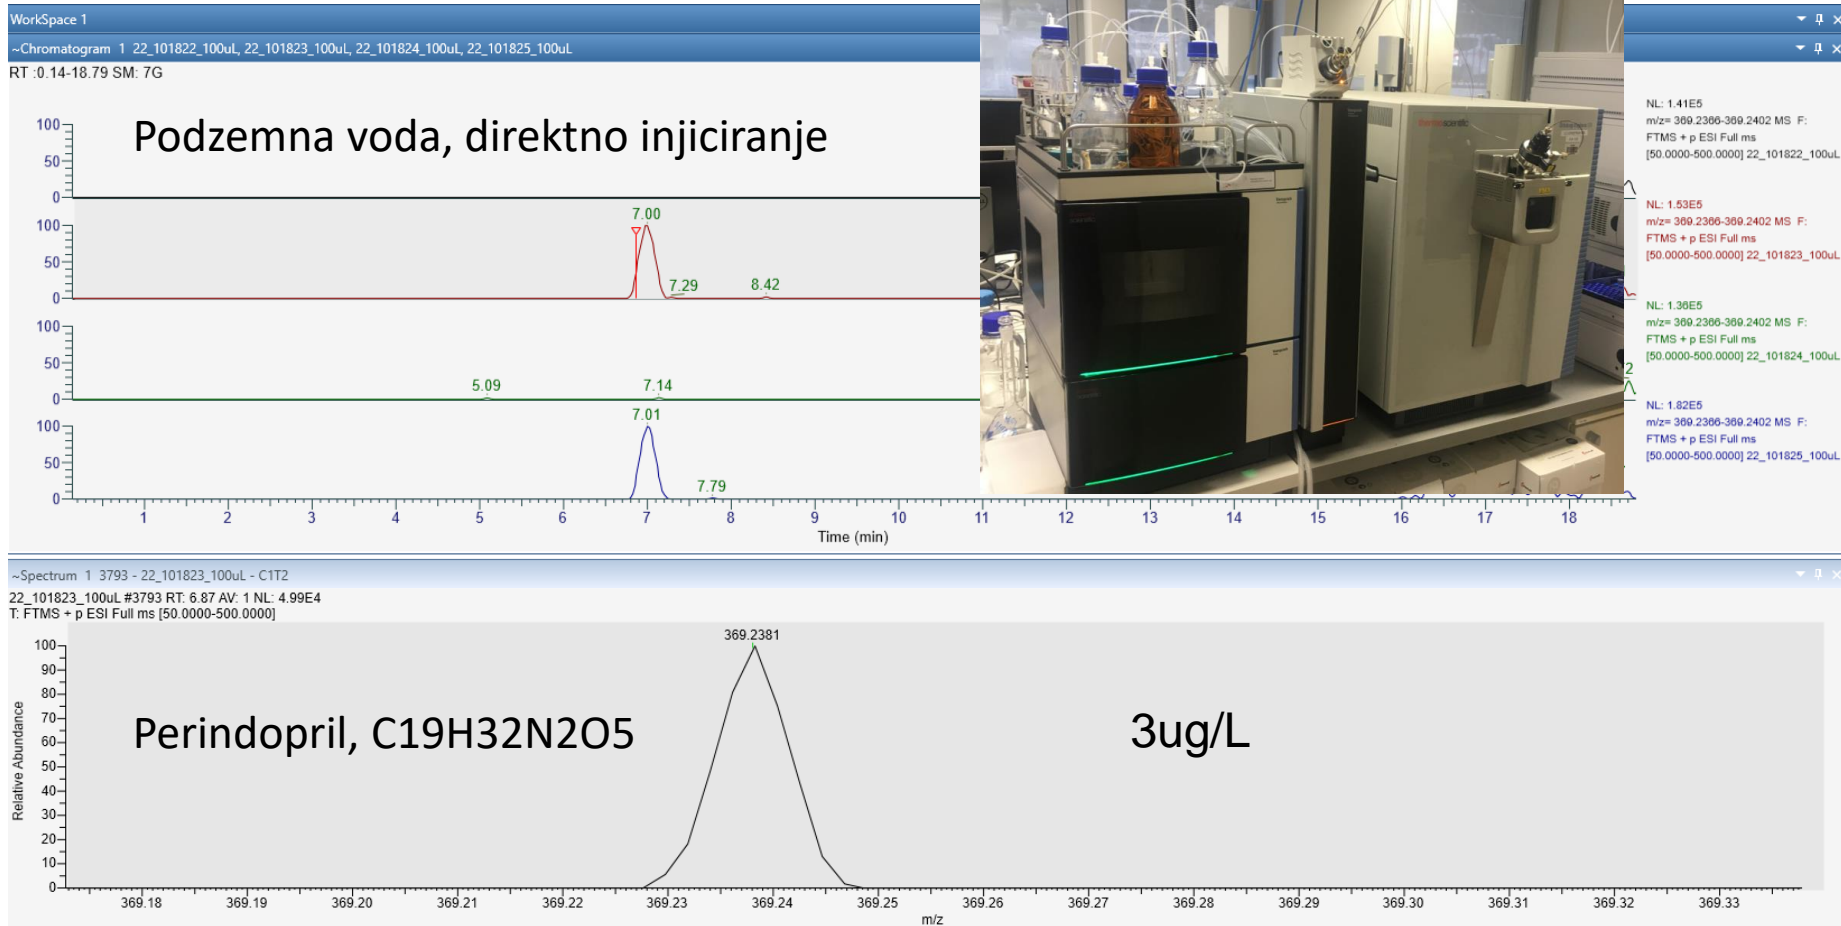 WorkSpace 1
~Chromatogram 1 22_101822_100uL, 22_101823_100uL, 22_101824_100uL, 22_101825_100uL
RT :0.14-18.79 SM: 7G
Podzemna voda, direktno injiciranje
100
50
0
NL: 1.41E5
m/z= 369.2366-369.2402 MS F:
FTMS + p ESI Full ms
[50.0000-500.0000] 22_101822_100uL
100
50
0
7.00
7.29
8.42
NL: 1.53E5
m/z= 369.2366-369.2402 MS F:
FTMS + p ESI Full ms
[50.0000-500.0000] 22_101823_100uL
100
50
0
5.09
7.14
2
NL: 1.36E5
m/z= 369.2366-369.2402 MS F:
FTMS + p ESI Full ms
[50.0000-500.0000] 22_101824_100uL
100
50
0
7.01
7.79
NL: 1.82E5
m/z= 369.2366-369.2402 MS F:
FTMS + p ESI Full ms
[50.0000-500.0000] 22_101825_100uL
1 2 3 4 5 6 7 8 9 10 11 12 13 14 15 16 17 18
Time (min)
~Spectrum 1 3793 - 22_101823_100uL - C1T2
22_101823_100uL #3793 RT: 6.87 AV: 1 NL: 4.99E4
T: FTMS + p ESI Full ms [50.0000-500.0000]
369.2381
Relative Abundance
100
90
80
70
60
50
40
30
20
10
0
Perindopril, C19H32N2O5
3ug/L
369.18 369.19 369.20 369.21 369.22 369.23 369.24 369.25 369.26 369.27 369.28 369.29 369.30 369.31 369.32 369.33
m/z